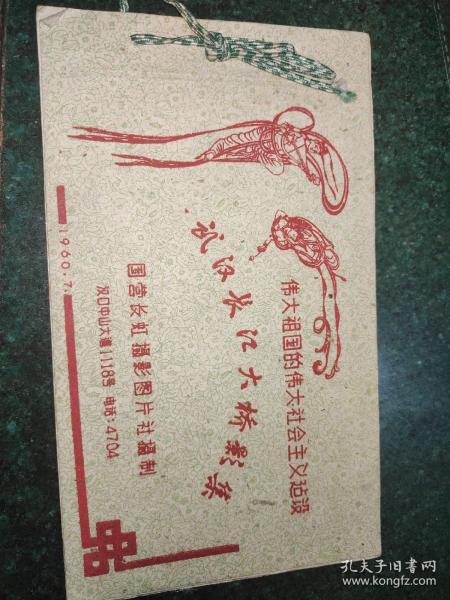 伟大祖国的伟大社会主义建设
武汉长江大桥影集
国营长虹摄影图片社摄制
汉口中山大道1118号 电话:4704
1960.7.
孔夫子旧书网
www.kongfz.com